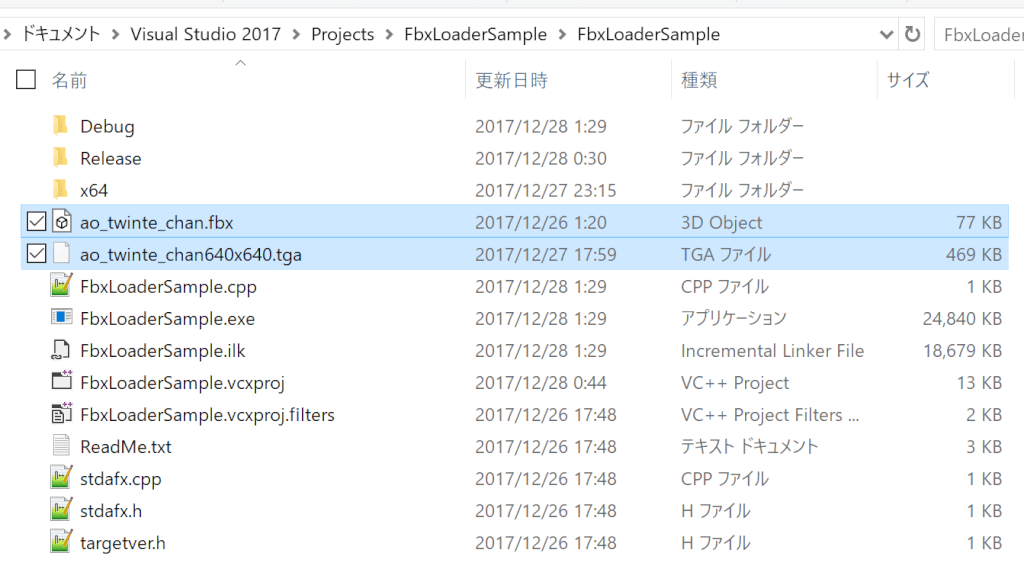 ドキュメント > Visual Studio 2017 > Projects > FbxLoaderSample > FbxLoaderSample FbxLoader
名前 更新日時 種類 サイズ
Debug 2017/12/28 1:29 ファイル フォルダー
Release 2017/12/28 0:30 ファイル フォルダー
x64 2017/12/27 23:15 ファイル フォルダー
ao_twinte_chan.fbx 2017/12/26 1:20 3D Object 77 KB
ao_twinte_chan640x640.tga 2017/12/27 17:59 TGA ファイル 469 KB
FbxLoaderSample.cpp 2017/12/28 1:29 CPP ファイル 1 KB
FbxLoaderSample.exe 2017/12/28 1:29 アプリケーション 24,840 KB
FbxLoaderSample.ilk 2017/12/28 1:29 Incremental Linker File 18,679 KB
FbxLoaderSample.vcxproj 2017/12/28 0:44 VC++ Project 13 KB
FbxLoaderSample.vcxproj.filters 2017/12/26 17:48 VC++ Project Filters ... 2 KB
ReadMe.txt 2017/12/26 17:48 テキスト ドキュメント 3 KB
stdafx.cpp 2017/12/26 17:48 CPP ファイル 1 KB
stdafx.h 2017/12/26 17:48 H ファイル 1 KB
targetver.h 2017/12/26 17:48 H ファイル 1 KB